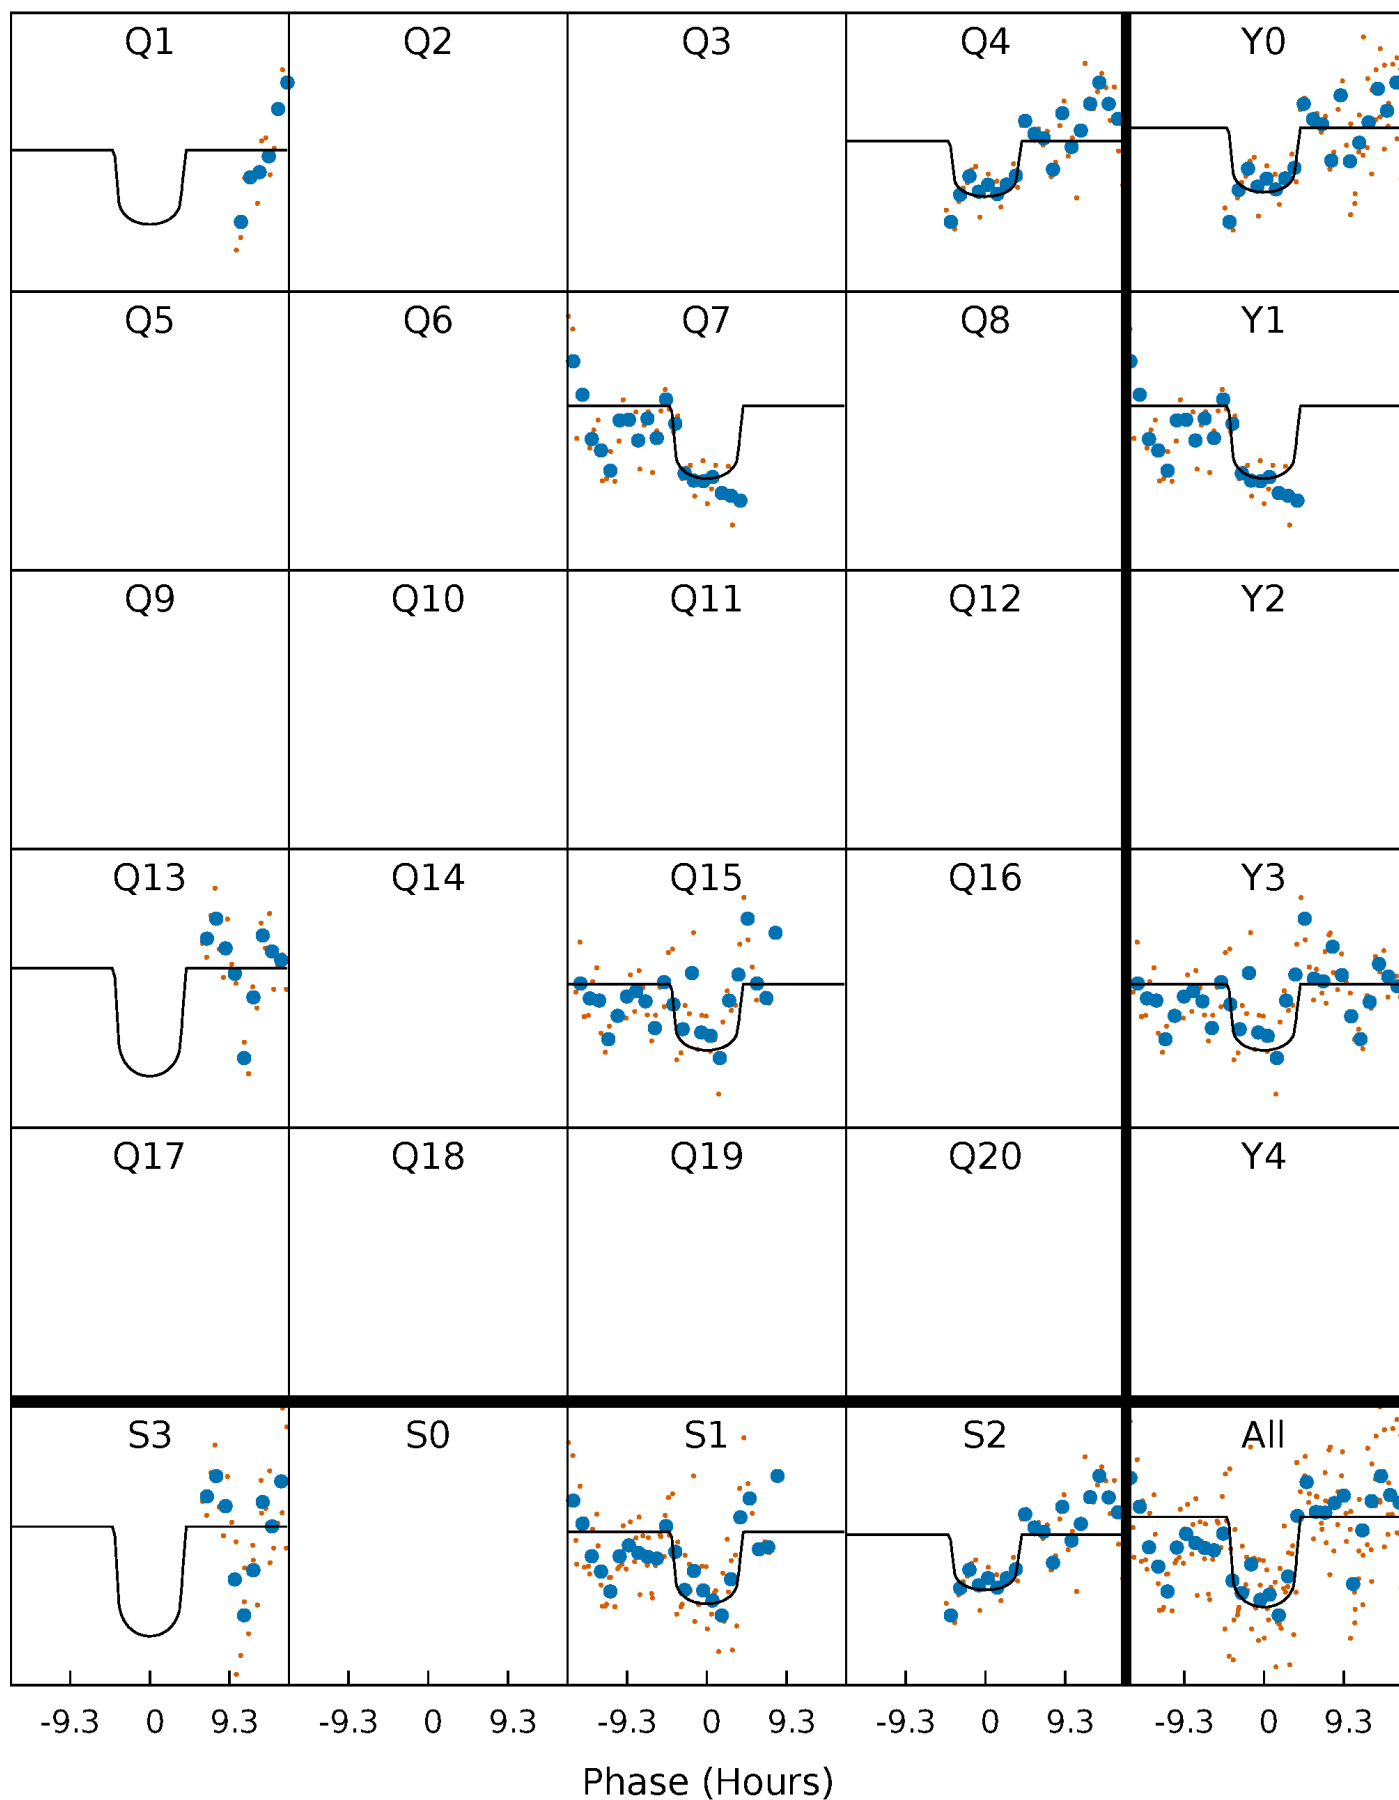 Q1 Q2 Q3 Q4 Y0
Q5 Q6 Q7 Q8 Y1
Q9 Q10 Q11 Q12 Y2
Q13 Q14 Q15 Q16 Y3
Q17 Q18 Q19 Q20 Y4
S3 S0 S1 S2 All
-9.3 0 9.3 -9.3 0 9.3 -9.3 0 9.3 -9.3 0 9.3 -9.3 0 9.3
Phase (Hours)